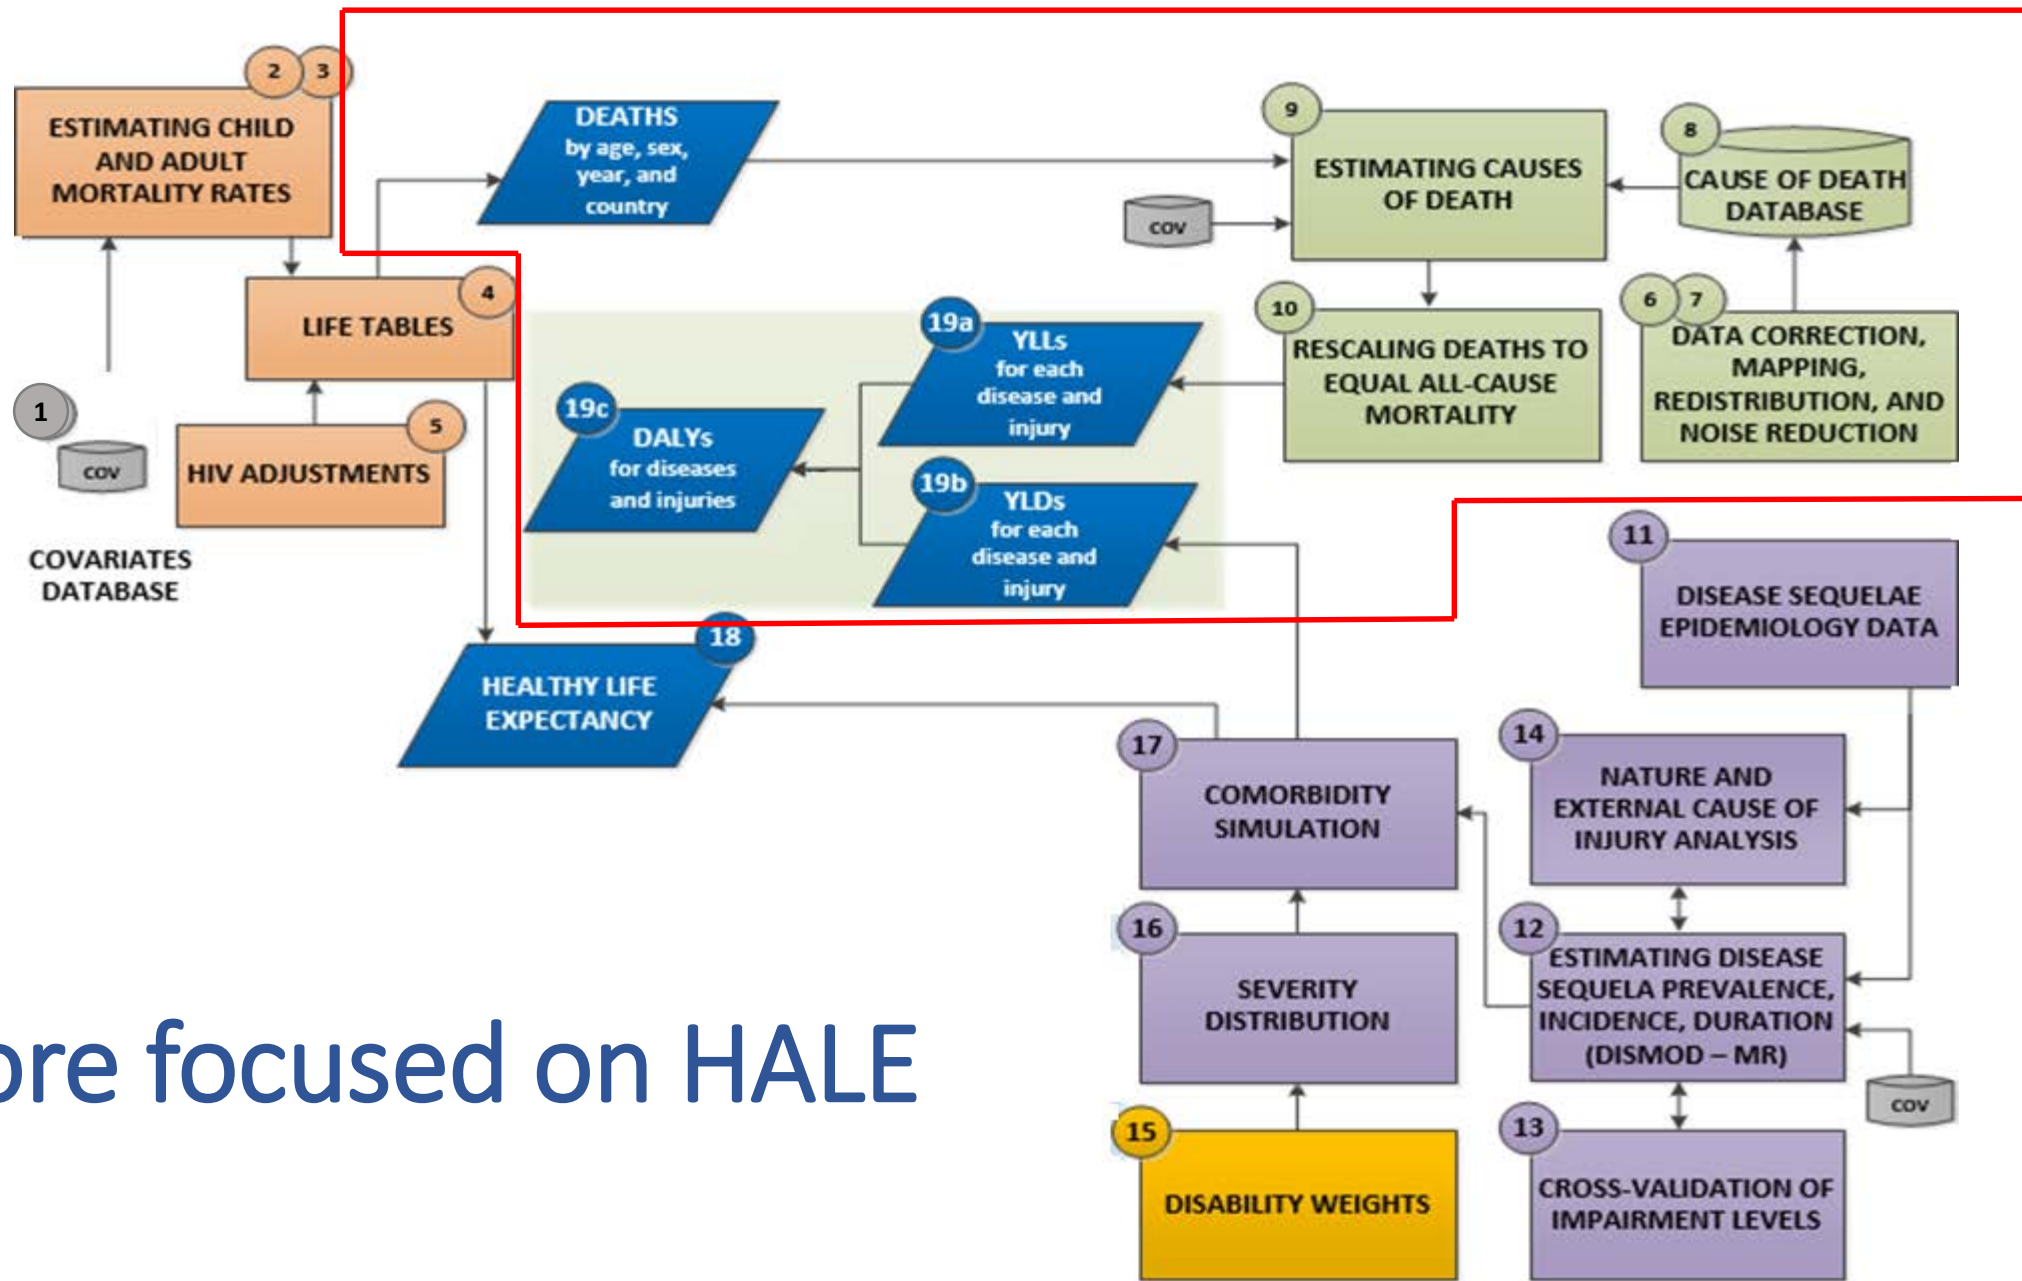 2
3
ESTIMATING CHILD
AND ADULT
MORTALITY RATES
DEATHS
by age, sex,
year, and
country
9
ESTIMATING CAUSES
OF DEATH
8
CAUSE OF DEATH
DATABASE
COV
4
LIFE TABLES
19a
YLLs
for each
disease and
injury
10
RESCALING DEATHS TO
EQUAL ALL-CAUSE
MORTALITY
6
7
DATA CORRECTION,
MAPPING,
REDISTRIBUTION, AND
NOISE REDUCTION
1
COV
5
HIV ADJUSTMENTS
19c
DALYs
for diseases
and injuries
19b
YLDs
for each
disease and
injury
COVARIATES
DATABASE
11
DISEASE SEQUELAE
EPIDEMIOLOGY DATA
18
HEALTHY LIFE
EXPECTANCY
17
COMORBIDITY
SIMULATION
14
NATURE AND
EXTERNAL CAUSE OF
INJURY ANALYSIS
16
SEVERITY
DISTRIBUTION
12
ESTIMATING DISEASE
SEQUELA PREVALENCE,
INCIDENCE, DURATION
(DISMOD – MR)
COV
ore focused on HALE
15
DISABILITY WEIGHTS
13
CROSS-VALIDATION OF
IMPAIRMENT LEVELS